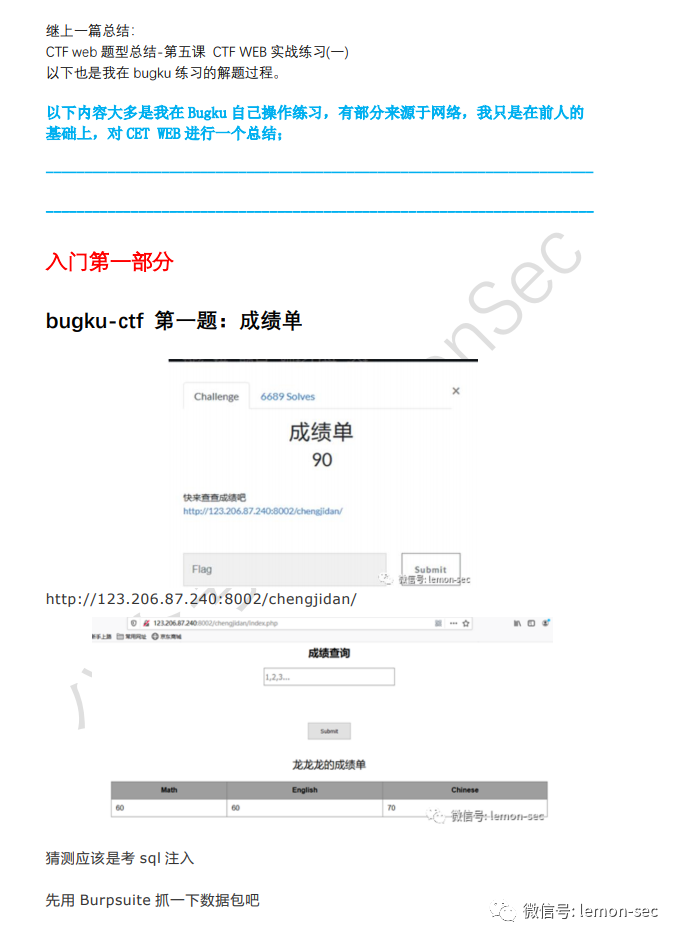 继上一篇总结：
CTF web 题型总结-第五课 CTF WEB 实战练习(一)
以下也是我在 bugku 练习的解题过程。
以下内容大多是我在 Bugku 自己操作练习，有部分来源于网络，我只是在前人的
基础上，对 CET WEB 进行一个总结；
入门第一部分
bugku-ctf 第一题：成绩单
Challenge 6689 Solves ×
成绩单
90
快来查查成绩吧
http://123.206.87.240:8002/chengjidan/
Flag Submit
微信号: lemon-sec
http://123.206.87.240:8002/chengjidan/
123.206.87.240:8002/chengjidan/index.php
新手上路 常用网址 京东商城
成绩查询
1,2,3...
Submit
龙龙龙的成绩单
Math English Chinese
60 60 70
微信号: lemon-sec
猜测应该是考 sql 注入
先用 Burpsuite 抓一下数据包吧
微信号: lemon-sec